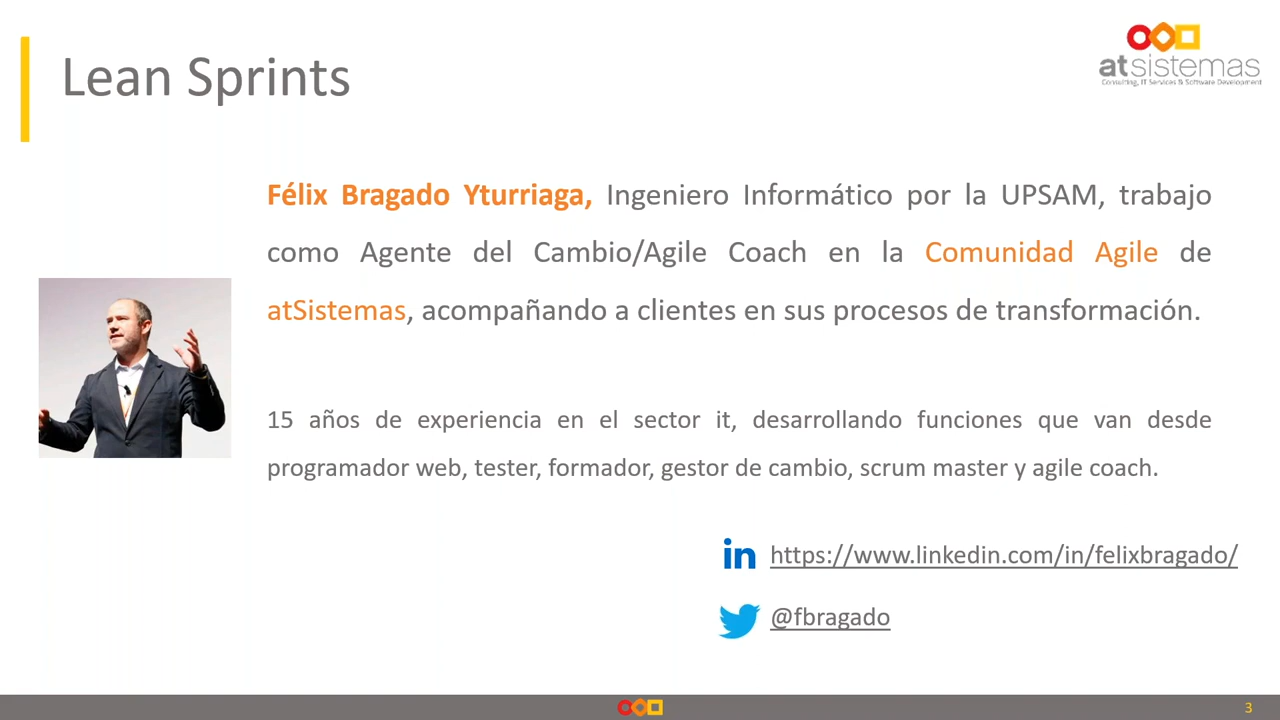 Lean Sprints
atsistemas
Consulting, IT Services & Software Development
Félix Bragado Yturriaga, Ingeniero Informático por la UPSAM, trabajo
como Agente del Cambio/Agile Coach en la Comunidad Agile de
atSistemas, acompañando a clientes en sus procesos de transformación.
15 años de experiencia en el sector it, desarrollando funciones que van desde
programador web, tester, formador, gestor de cambio, scrum master y agile coach.
in https://www.linkedin.com/in/felixbragado/
@fbragado
3